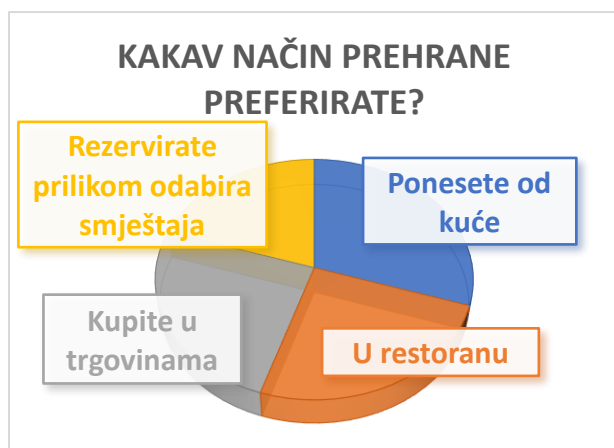 KAKAV NAČIN PREHRANE
PREFERIRATE?
Rezervirate
prilikom odabira
smještaja
Ponesete od
kuće
Kupite u
trgovinama
U restoranu